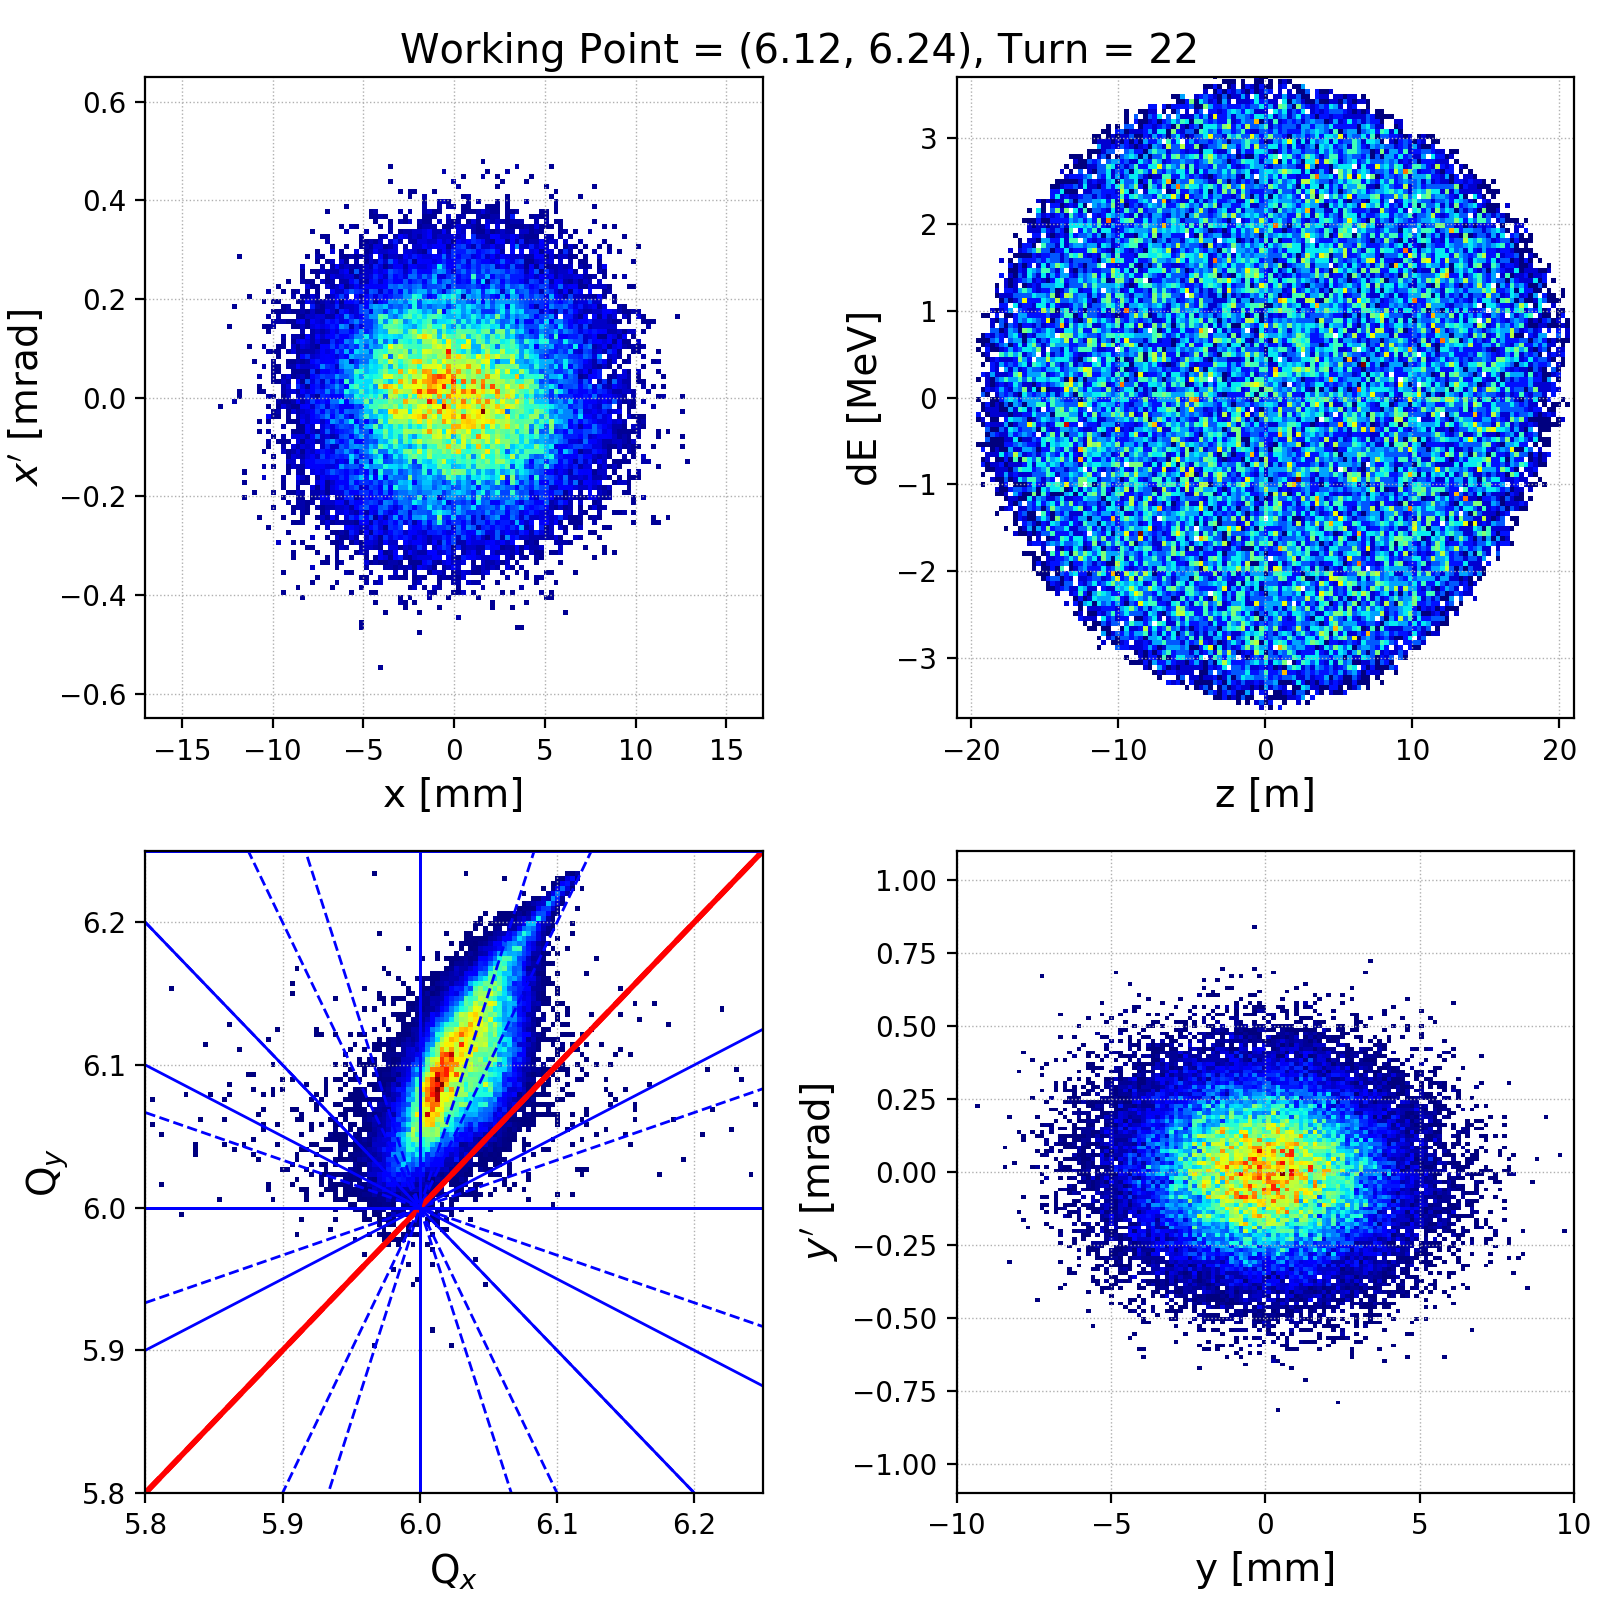 Working Point = (6.12, 6.24), Turn = 22
0.6
0.4
0.2
0.0
−0.2
−0.4
−0.6
x′ [mrad]
−15 −10 −5 0 5 10 15
x [mm]
3
2
1
0
−1
−2
−3
dE [MeV]
−20 −10 0 10 20
z [m]
6.2
6.1
6.0
5.9
5.8
Qy
5.8 5.9 6.0 6.1 6.2
Qx
1.00
0.75
0.50
0.25
0.00
−0.25
−0.50
−0.75
−1.00
y′ [mrad]
−10 −5 0 5 10
y [mm]